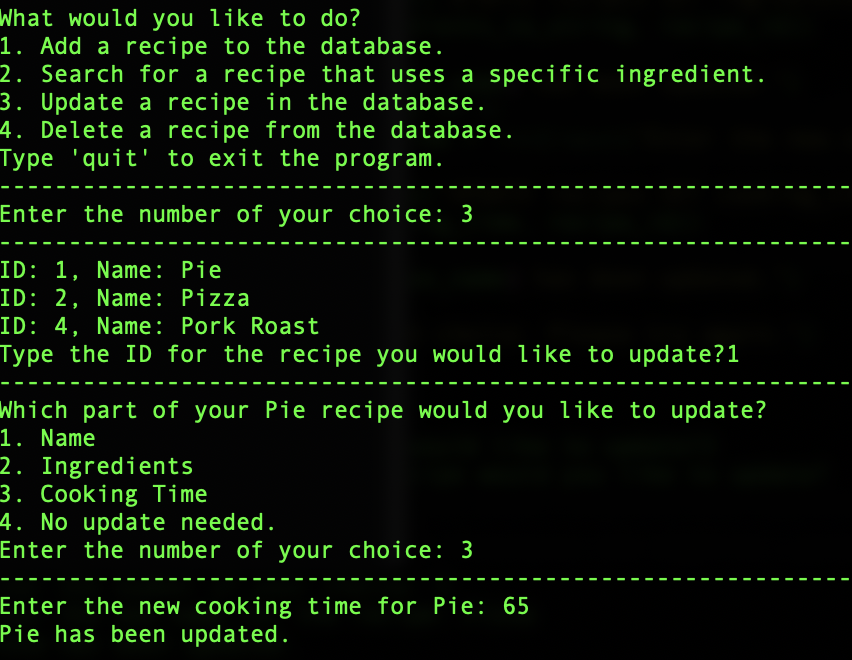 What would you like to do?
1. Add a recipe to the database.
2. Search for a recipe that uses a specific ingredient.
3. Update a recipe in the database.
4. Delete a recipe from the database.
Type 'quit' to exit the program.
-------------------------------------------------------------
Enter the number of your choice: 3
-------------------------------------------------------------
ID: 1, Name: Pie
ID: 2, Name: Pizza
ID: 4, Name: Pork Roast
Type the ID for the recipe you would like to update?1
-------------------------------------------------------------
Which part of your Pie recipe would you like to update?
1. Name
2. Ingredients
3. Cooking Time
4. No update needed.
Enter the number of your choice: 3
-------------------------------------------------------------
Enter the new cooking time for Pie: 65
Pie has been updated.